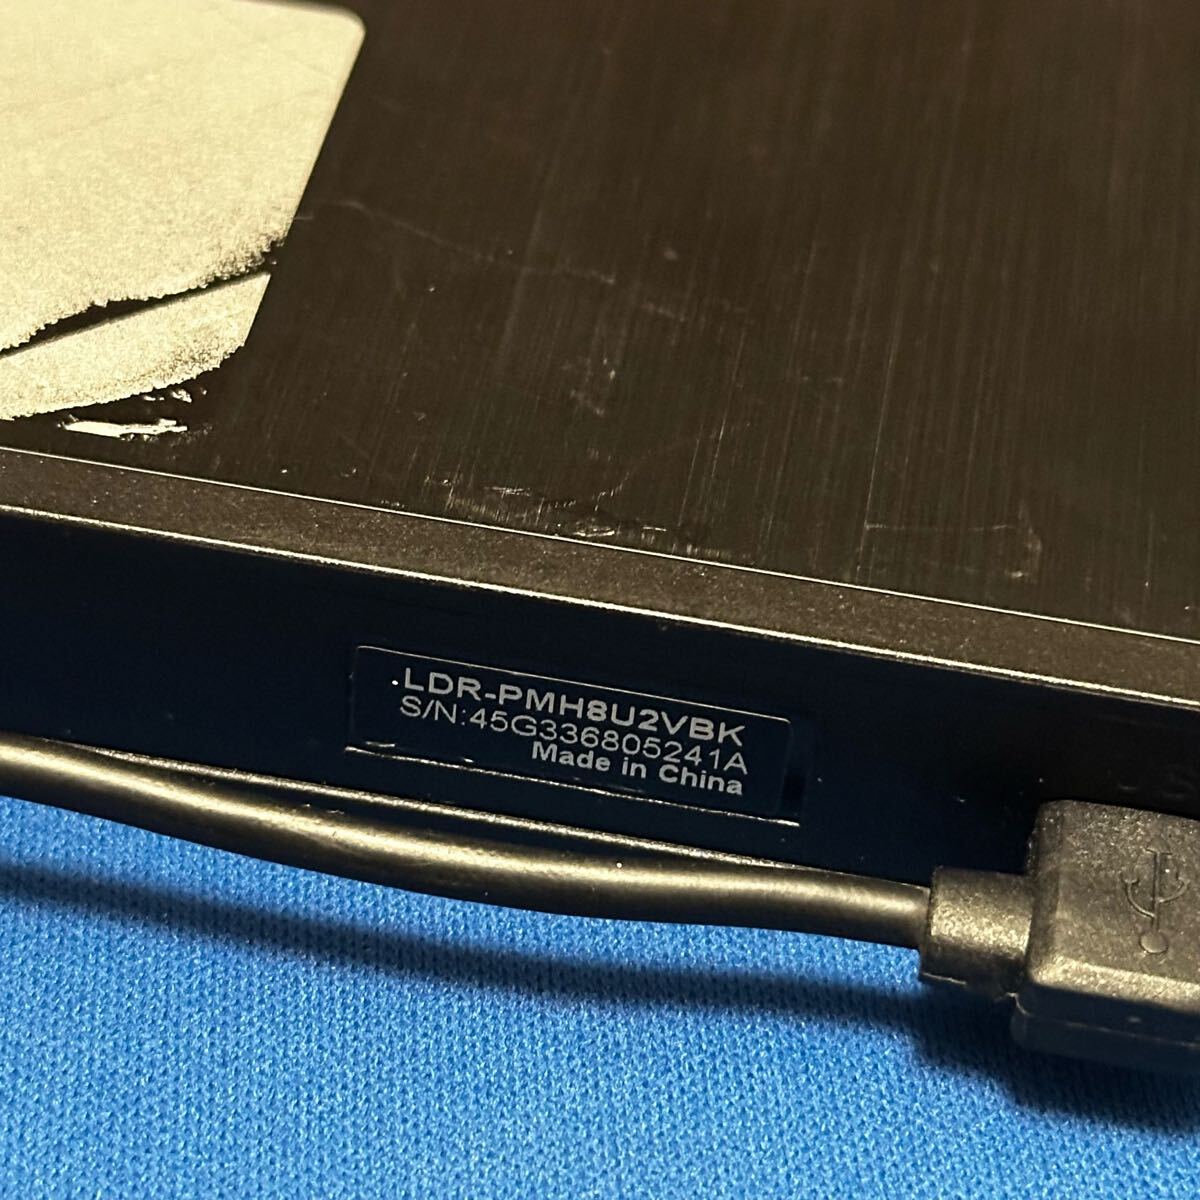 LDR-PMH8U2VBK
S/N:45G336805241A
Made in China